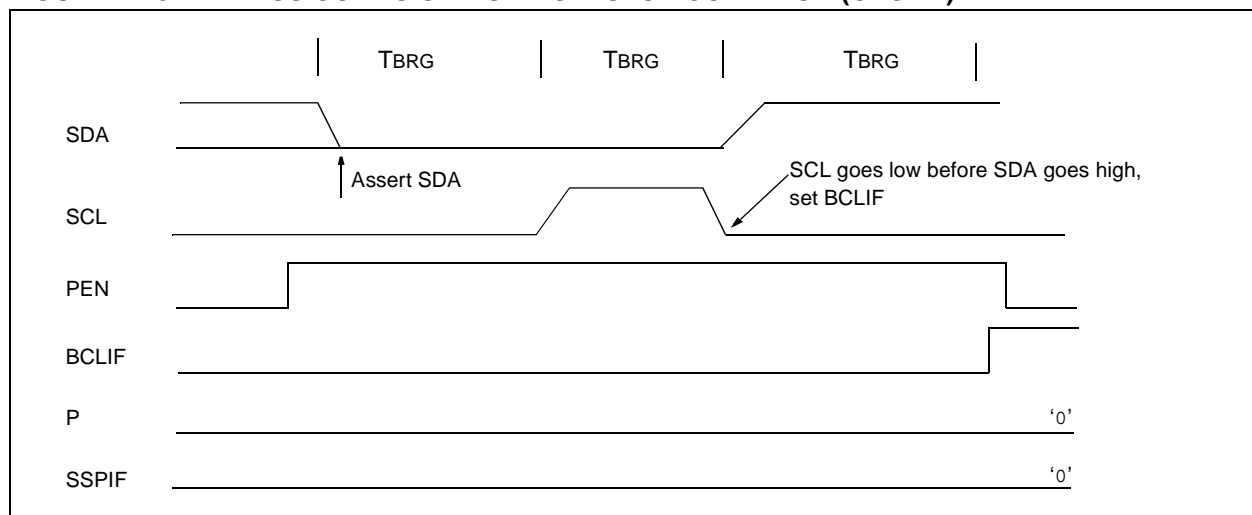 TBRG TBRG TBRG
SDA
Assert SDA
SCL goes low before SDA goes high,
set BCLIF
SCL
PEN
BCLIF
P '0'
SSPIF '0'